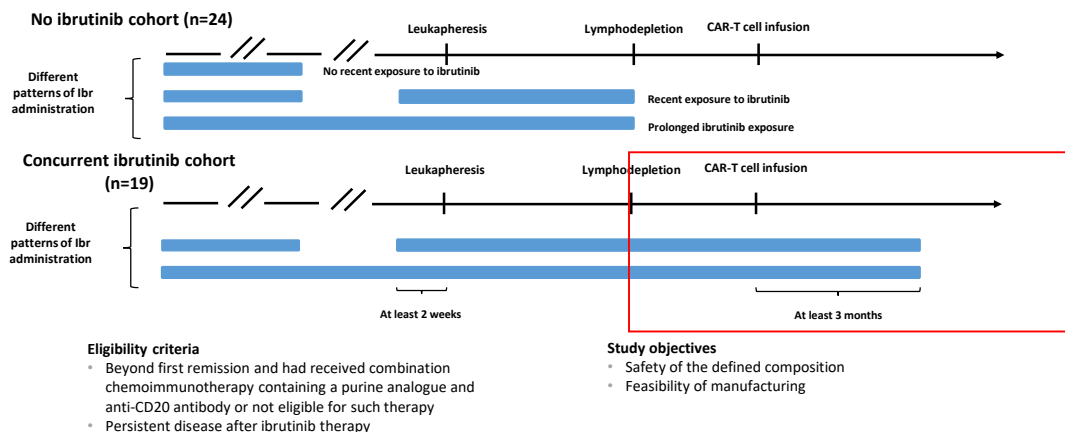 No ibrutinib cohort (n=24)
Leukapheresis
Lymphodepletion
CAR-T cell infusion
Different
patterns of Ibr
administration
No recent exposure to ibrutinib
Recent exposure to ibrutinib
Prolonged ibrutinib exposure
Concurrent ibrutinib cohort
(n=19)
Leukapheresis
Lymphodepletion
CAR-T cell infusion
Different
patterns of Ibr
administration
At least 2 weeks
At least 3 months
Eligibility criteria
• Beyond first remission and had received combination
chemoimmunotherapy containing a purine analogue and
anti-CD20 antibody or not eligible for such therapy
• Persistent disease after ibrutinib therapy
Study objectives
• Safety of the defined composition
• Feasibility of manufacturing